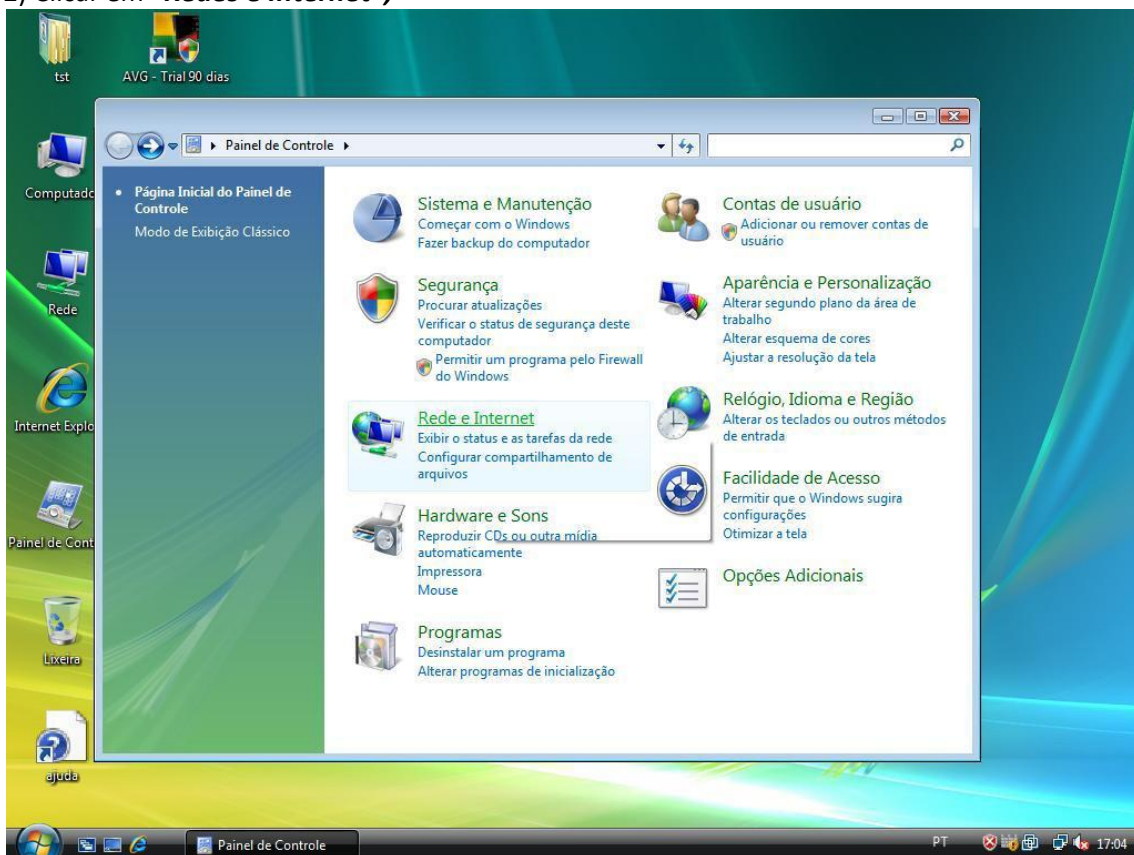 2) Clicar em "Redes e Internet";
tst
AVG - Trial 90 dias
Painel de Controle
Computado
Rede
Internet Explo
Painel de Cont
Lixeira
ajuda
Página Inicial do Painel de
Controle
Modo de Exibição Clássico
Sistema e Manutenção
Começar com o Windows
Fazer backup do computador
Segurança
Procurar atualizações
Verificar o status de segurança deste
computador
Permitir um programa pelo Firewall
do Windows
Rede e Internet
Exibir o status e as tarefas da rede
Configurar compartilhamento de
arquivos
Hardware e Sons
Reproduzir CDs ou outra mídia
automaticamente
Impressora
Mouse
Programas
Desinstalar um programa
Alterar programas de inicialização
Contas de usuário
Adicionar ou remover contas de
usuário
Aparência e Personalização
Alterar segundo plano da área de
trabalho
Alterar esquema de cores
Ajustar a resolução da tela
Relógio, Idioma e Região
Alterar os teclados ou outros métodos
de entrada
Facilidade de Acesso
Permitir que o Windows sugira
configurações
Otimizar a tela
Opções Adicionais
Painel de Controle
PT
17:04